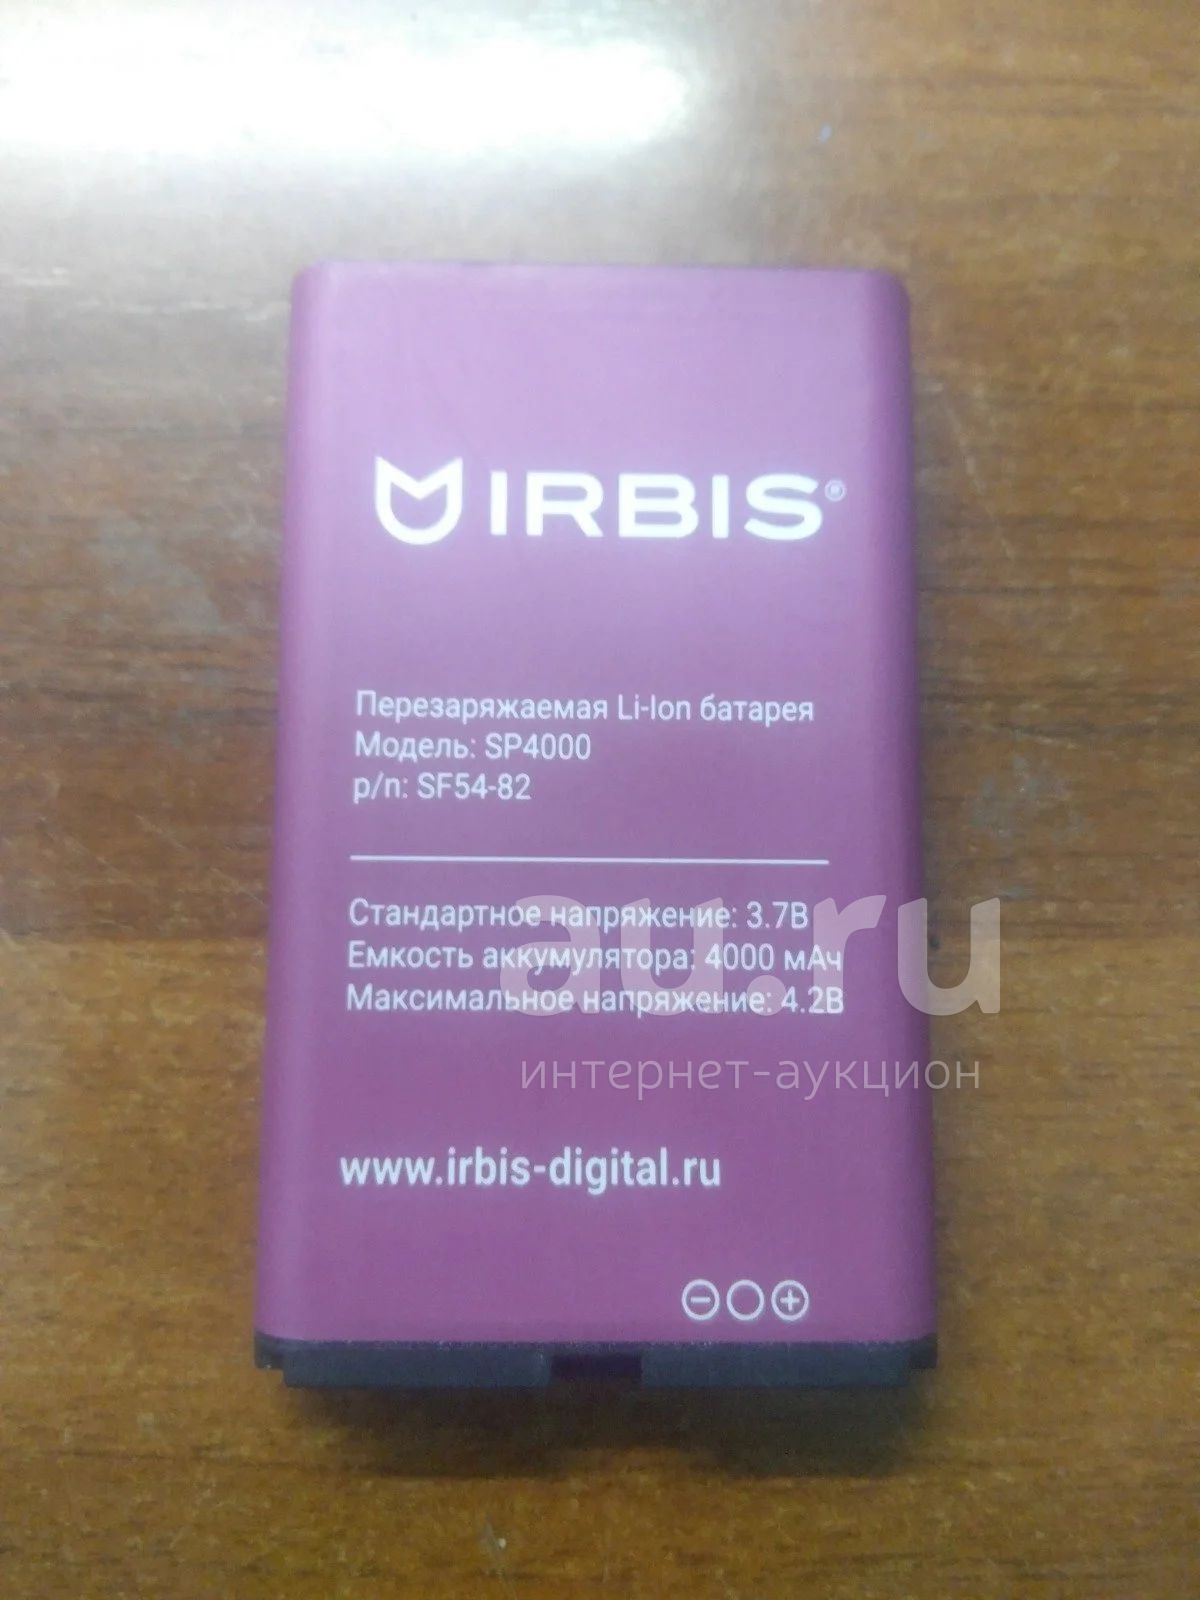 IRBIS®
Перезаряжаемая Li-Ion батарея
Модель: SP4000
p/n: SF54-82
Стандартное напряжение: 3.7В
Емкость аккумулятора: 4000 мАч
Максимальное напряжение: 4.2В
au.ru
интернет-аукцион
www.irbis-digital.ru